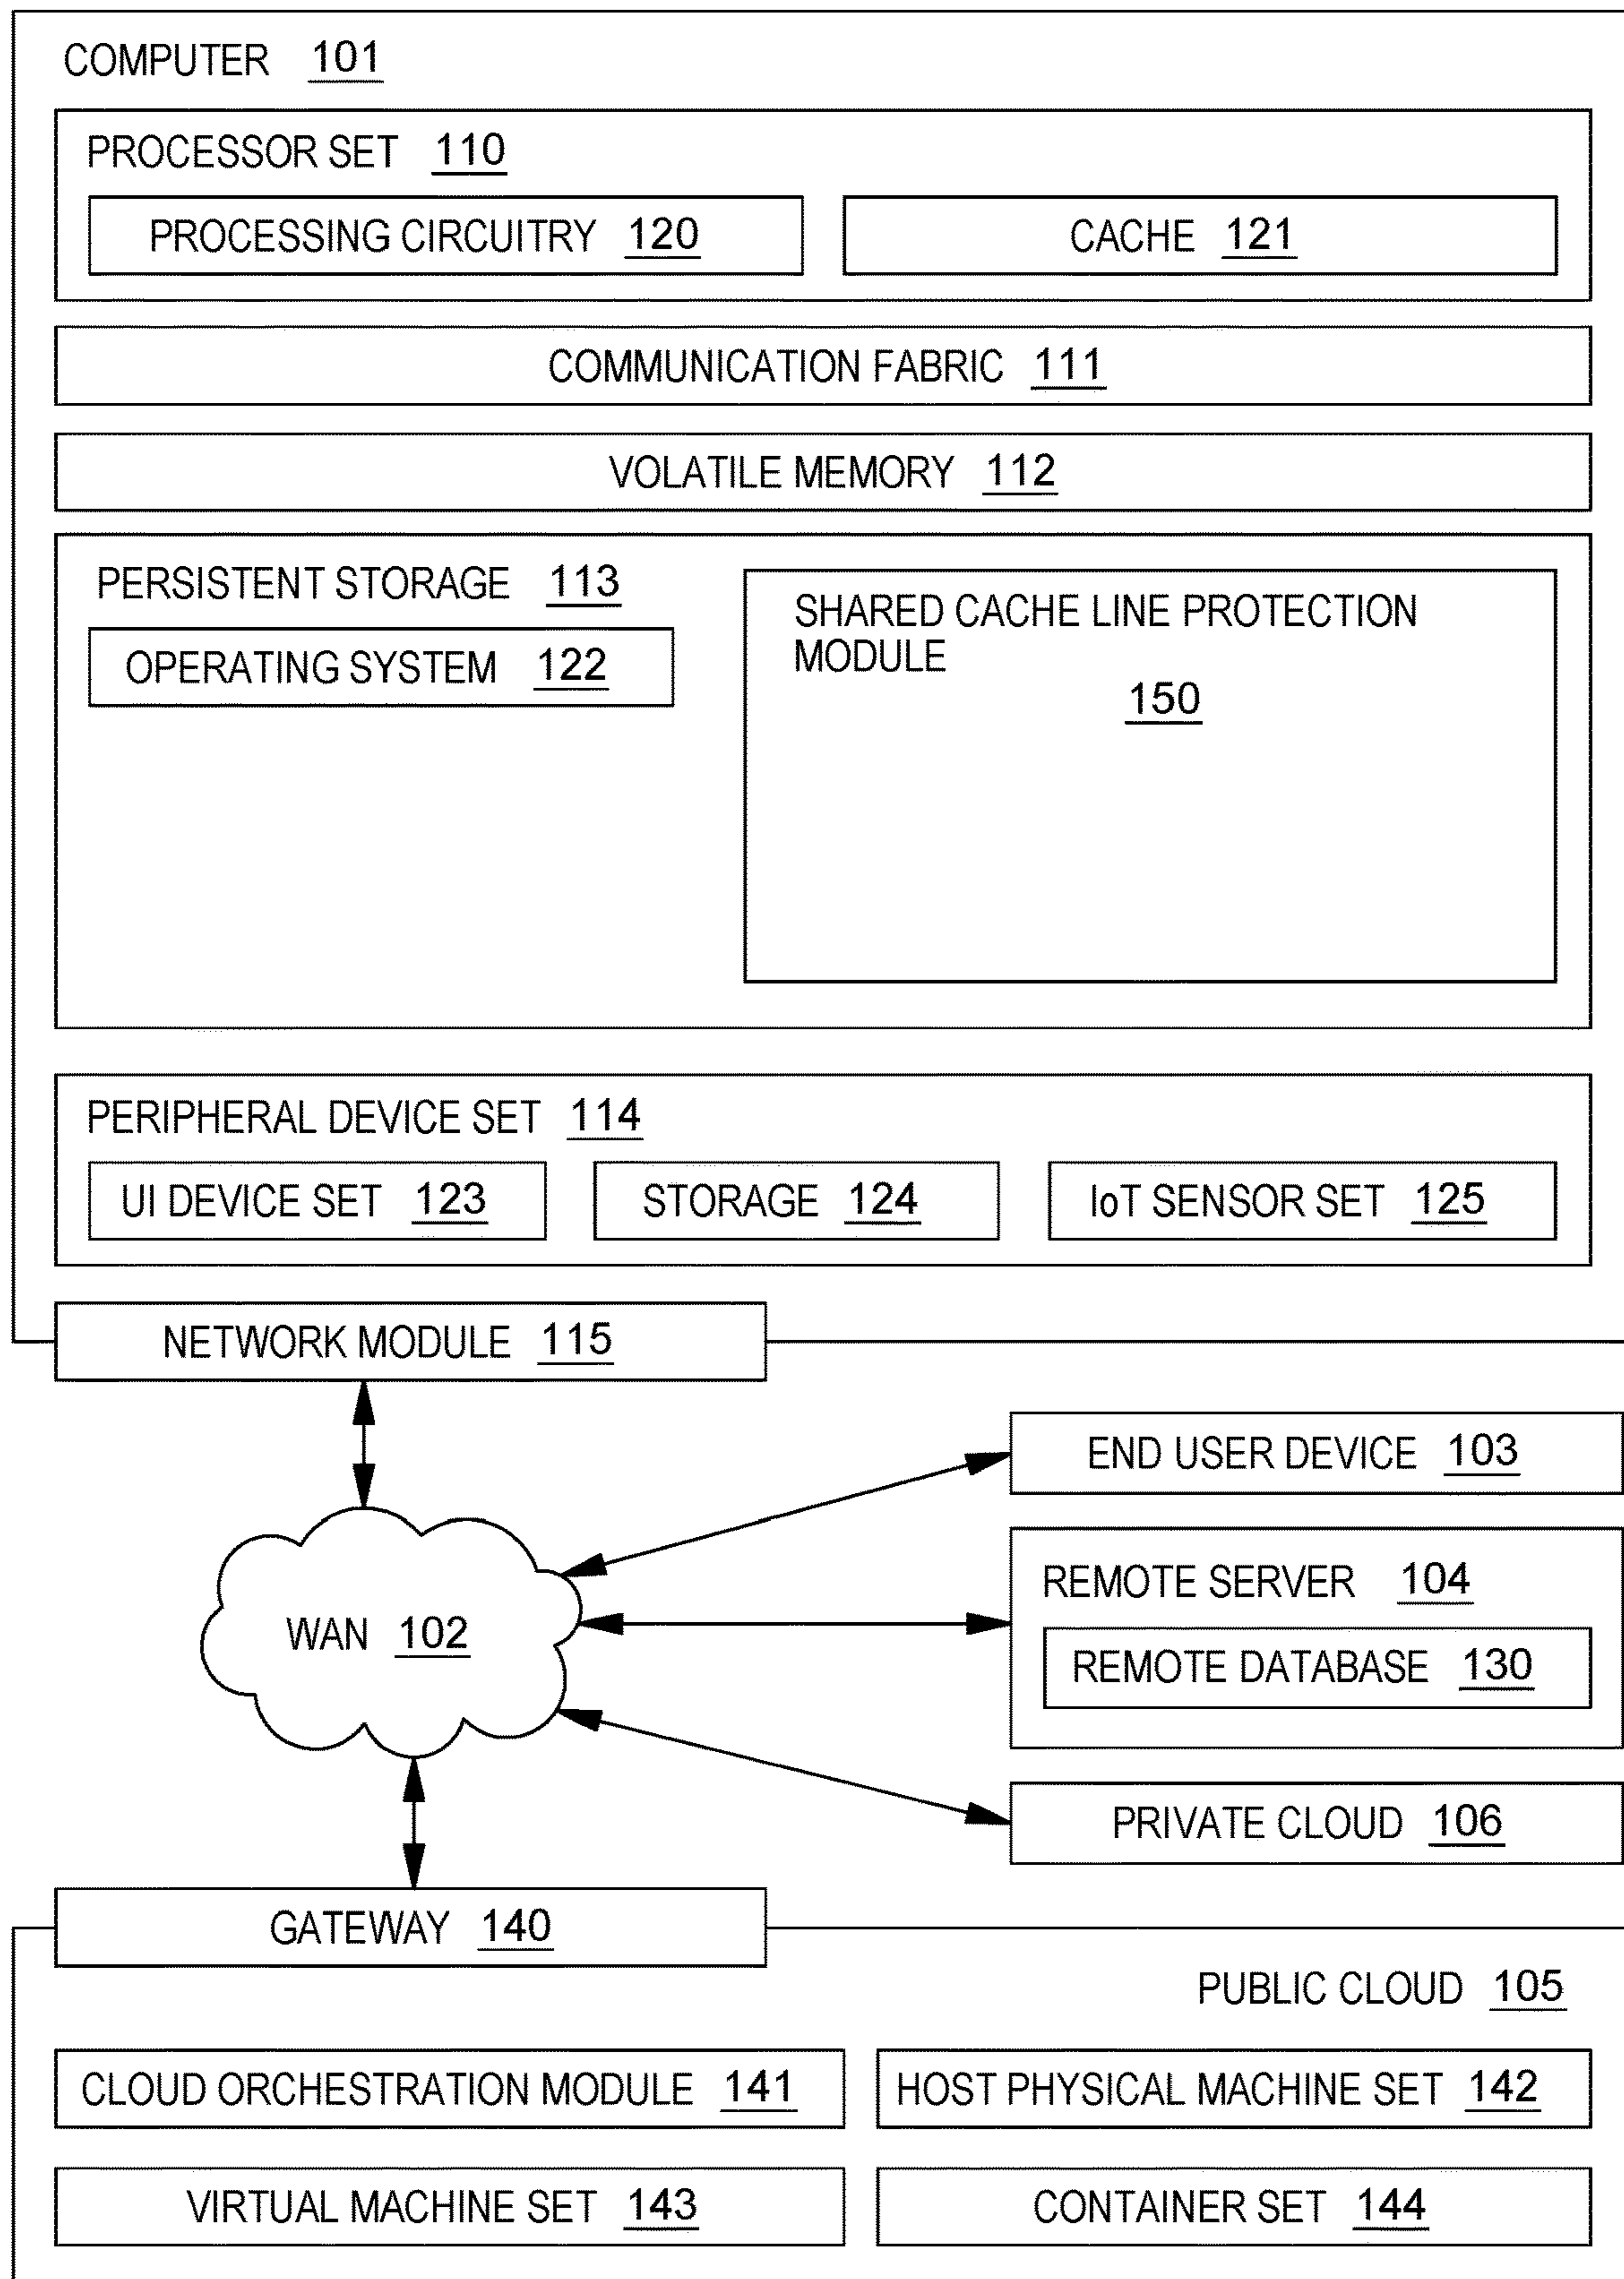 COMPUTER 101
PROCESSOR SET 110
PROCESSING CIRCUITRY 120
CACHE 121
COMMUNICATION FABRIC 111
VOLATILE MEMORY 112
PERSISTENT STORAGE 113
OPERATING SYSTEM 122
SHARED CACHE LINE PROTECTION
MODULE
150
PERIPHERAL DEVICE SET 114
UI DEVICE SET 123
STORAGE 124
IoT SENSOR SET 125
NETWORK MODULE 115
END USER DEVICE 103
WAN 102
REMOTE SERVER 104
REMOTE DATABASE 130
PRIVATE CLOUD 106
GATEWAY 140
PUBLIC CLOUD 105
CLOUD ORCHESTRATION MODULE 141
HOST PHYSICAL MACHINE SET 142
VIRTUAL MACHINE SET 143
CONTAINER SET 144